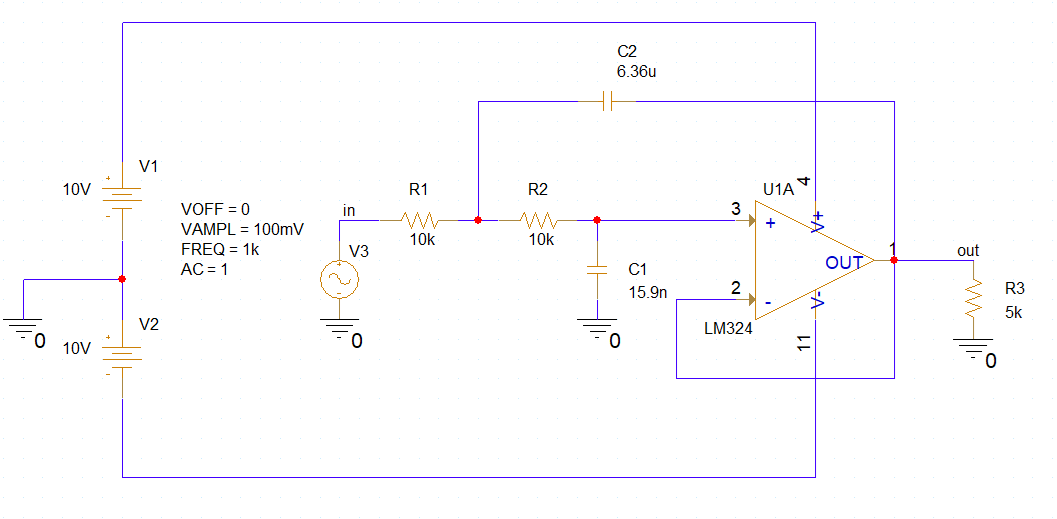 C2
6.36u
V1
10V
VOFF = 0
VAMPL = 100mV
FREQ = 1k
AC = 1
in
V3
0
R1
10k
R2
10k
C1
15.9n
0
U1A
3
+
2
-
4
V+
OUT
1
V-
11
LM324
out
R3
5k
0
0
V2
10V